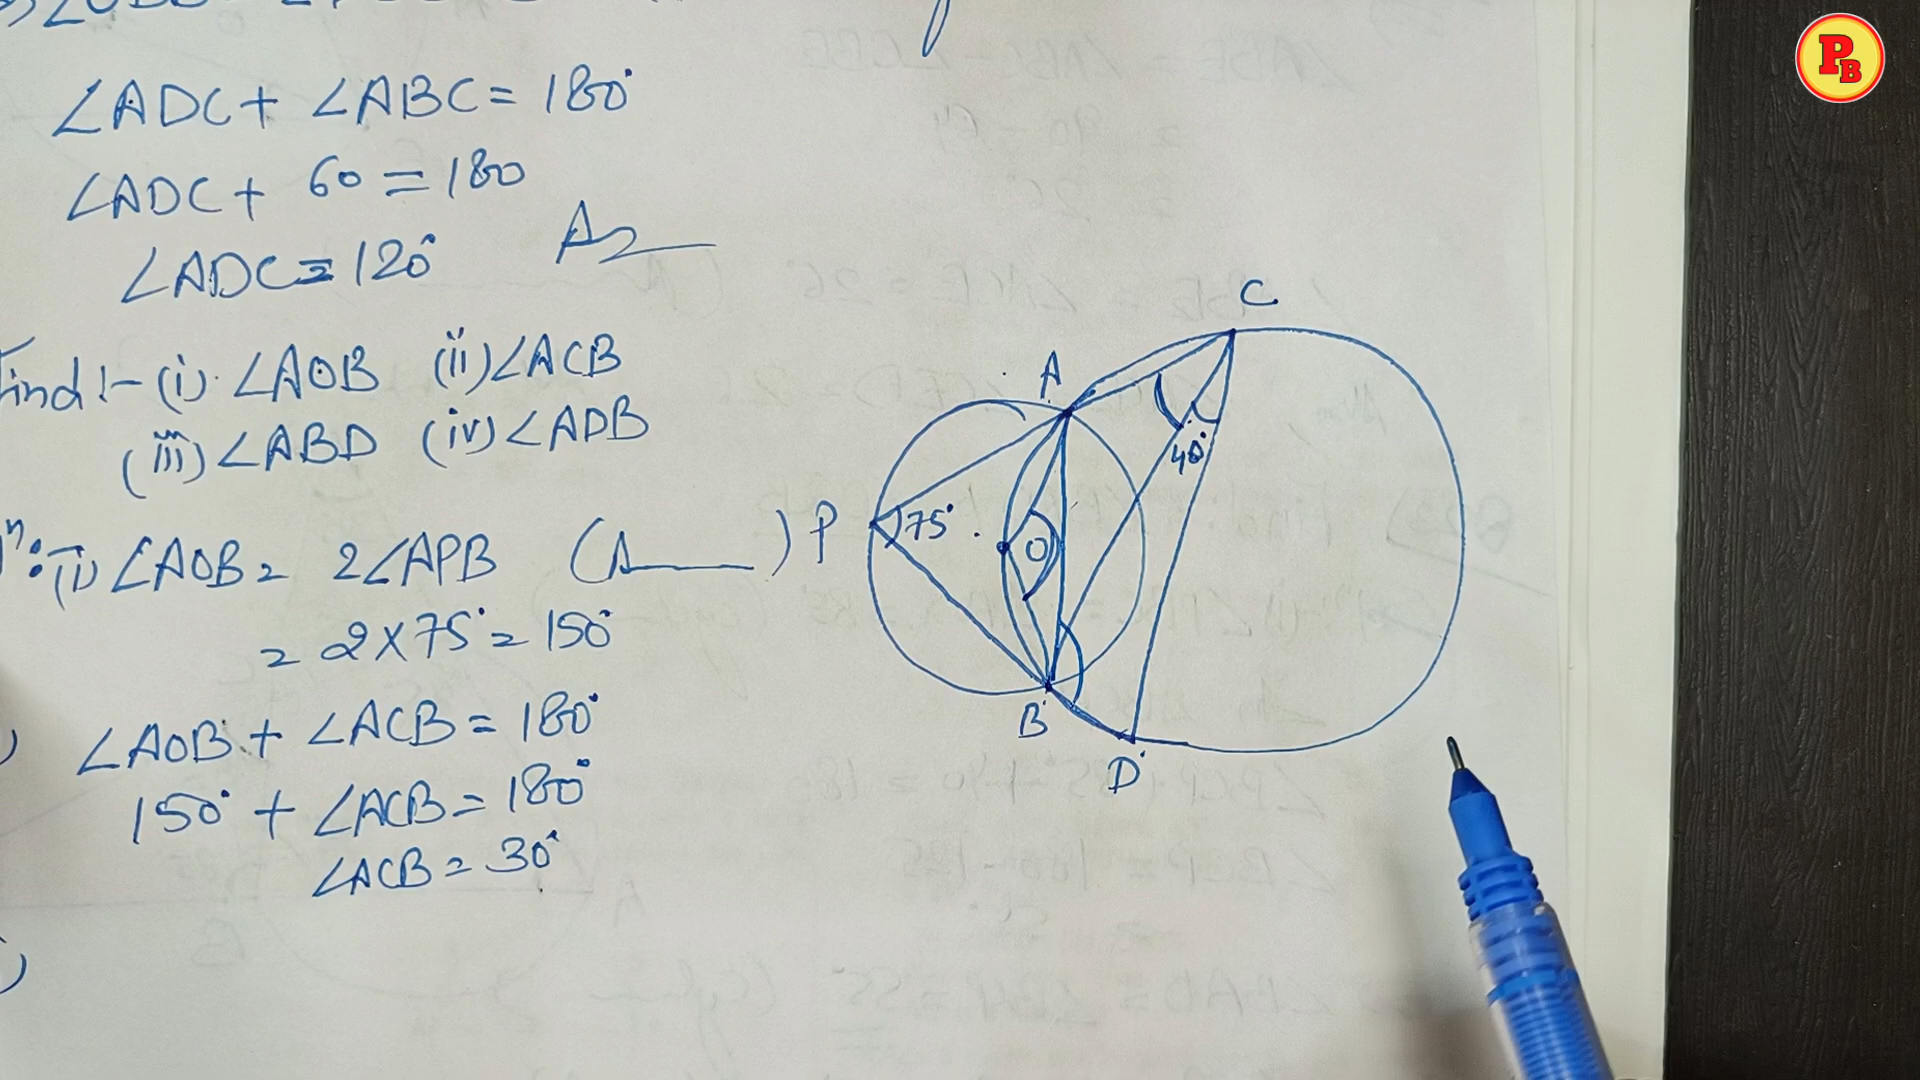 ∠ADC + ∠ABC = 180°
∠ADC + 60 = 180
∠ADC = 120°
Find :- (i) ∠AOB (ii) ∠ACB
(iii) ∠ABD (iv) ∠ADB
n: (i) ∠AOB = 2∠APB
= 2 × 75° = 150°
) ∠AOB + ∠ACB = 180°
150° + ∠ACB = 180°
∠ACB = 30°
)
C
A
40°
P
75°
O
B
D
PB